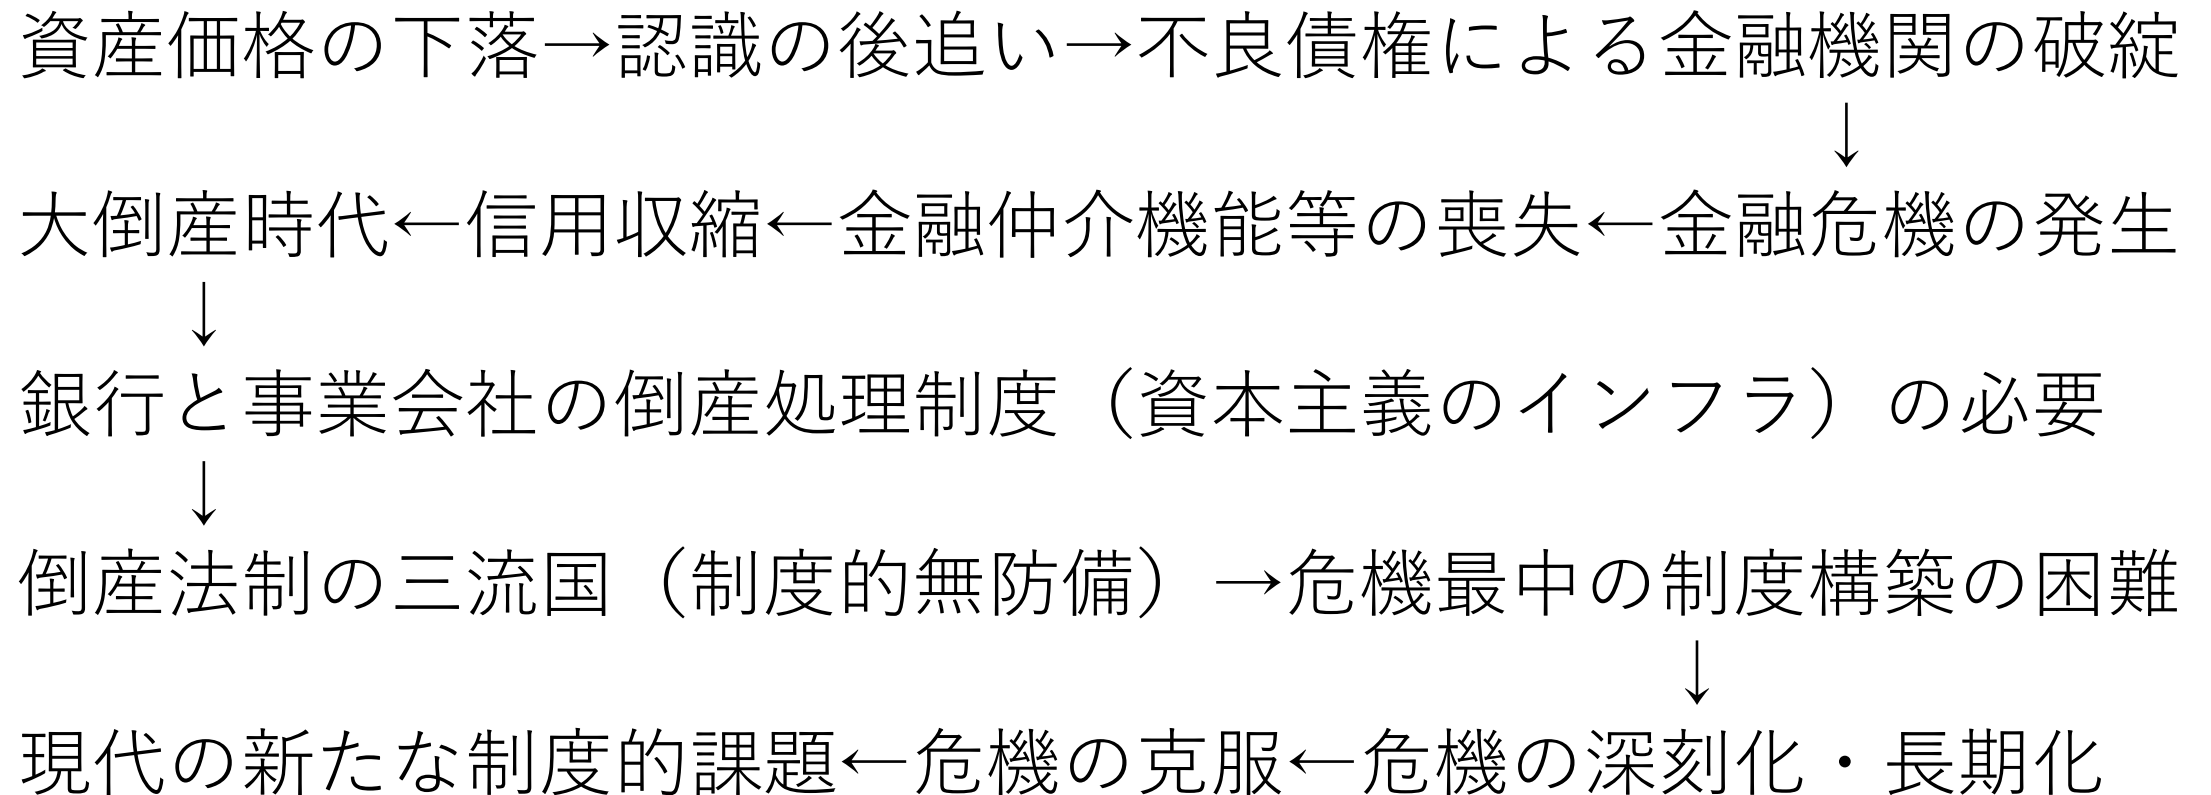 資産価格の下落→認識の後追い→不良債権による金融機関の破綻
↓
大倒産時代←信用収縮←金融仲介機能等の喪失←金融危機の発生
↓
銀行と事業会社の倒産処理制度（資本主義のインフラ）の必要
↓
倒産法制の三流国（制度的無防備）→危機最中の制度構築の困難
↓
現代の新たな制度的課題←危機の克服←危機の深刻化・長期化